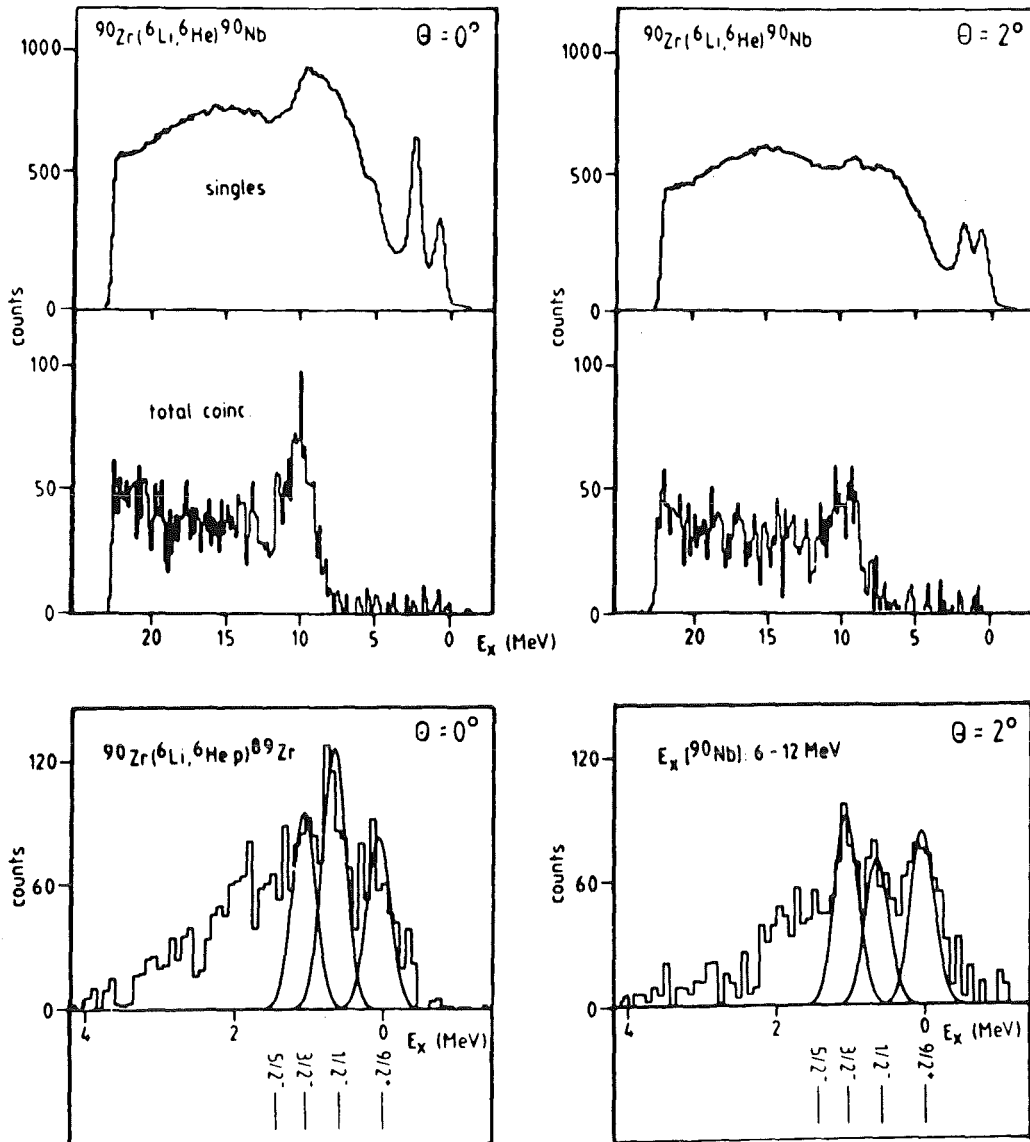 ⁹⁰Zr(⁶Li,⁶He)⁹⁰Nb θ=0°
1000
500
0
singles
counts
100
50
0
total coinc.
20 15 10 5 0
Eₓ (MeV)
⁹⁰Zr(⁶Li,⁶He)⁹⁰Nb θ=2°
1000
500
0
counts
100
50
0
20 15 10 5 0
Eₓ (MeV)
⁹⁰Zr(⁶Li,⁶He p)⁸⁹Zr θ=0°
120
60
0
counts
4 2 0
Eₓ (MeV)
5/2⁻ 3/2⁻ 1/2⁻ 9/2⁺
Eₓ(⁹⁰Nb): 6-12 MeV θ=2°
120
60
0
counts
4 2 0
Eₓ (MeV)
5/2⁻ 3/2⁻ 1/2⁻ 9/2⁺